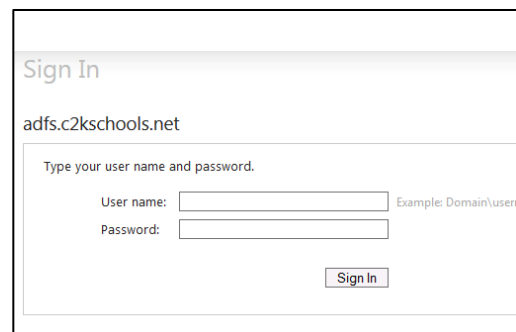 Sign In
adfs.c2kschools.net
Type your user name and password.
User name: Example: Domain\user
Password:
Sign In